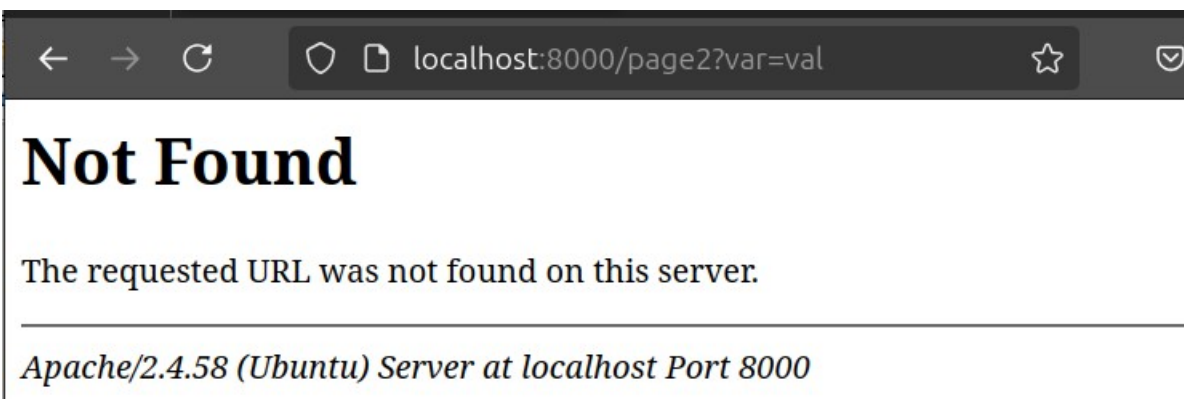 localhost:8000/page2?var=val
Not Found
The requested URL was not found on this server.
Apache/2.4.58 (Ubuntu) Server at localhost Port 8000